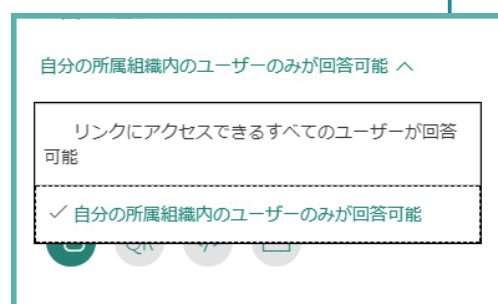 自分の所属組織内のユーザーのみが回答可能
リンクにアクセスできるすべてのユーザーが回答
可能
自分の所属組織内のユーザーのみが回答可能